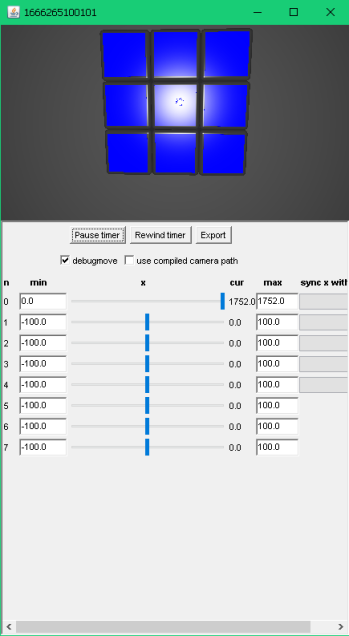 1666265100101
Pause timer Rewind timer Export
debugmove use compiled camera path
n min x cur max sync x with
0 0.0 1752.0 1752.0
1 -100.0 0.0 100.0
2 -100.0 0.0 100.0
3 -100.0 0.0 100.0
4 -100.0 0.0 100.0
5 -100.0 0.0 100.0
6 -100.0 0.0 100.0
7 -100.0 0.0 100.0